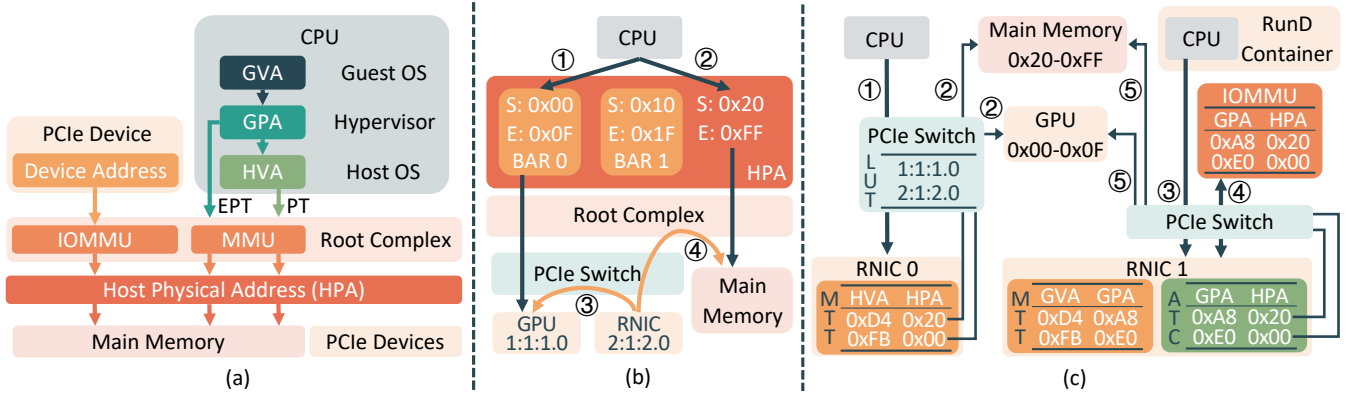 CPU
GVA Guest OS
GPA Hypervisor
HVA Host OS
PCIe Device
Device Address
EPT PT
IOMMU MMU Root Complex
Host Physical Address (HPA)
Main Memory PCIe Devices
(a)
CPU
① ②
S: 0x00 S: 0x10 S: 0x20
E: 0x0F E: 0x1F E: 0xFF
BAR 0 BAR 1 HPA
Root Complex
④
PCIe Switch
③
GPU RNIC
1:1:1.0 2:1:2.0
Main
Memory
(b)
CPU
Main Memory
0x20-0xFF
CPU
RunD
Container
① ② ⑤
② GPU
0x00-0x0F
⑤
IOMMU
GPA HPA
0xA8 0x20
0xE0 0x00
PCIe Switch
LUT
1:1:1.0
2:1:2.0
③ ④
PCIe Switch
RNIC 0
MTT
HVA HPA
0xD4 0x20
0xFB 0x00
RNIC 1
MTT
GVA GPA
0xD4 0xA8
0xFB 0xE0
ATC
GPA HPA
0xA8 0x20
0xE0 0x00
(c)